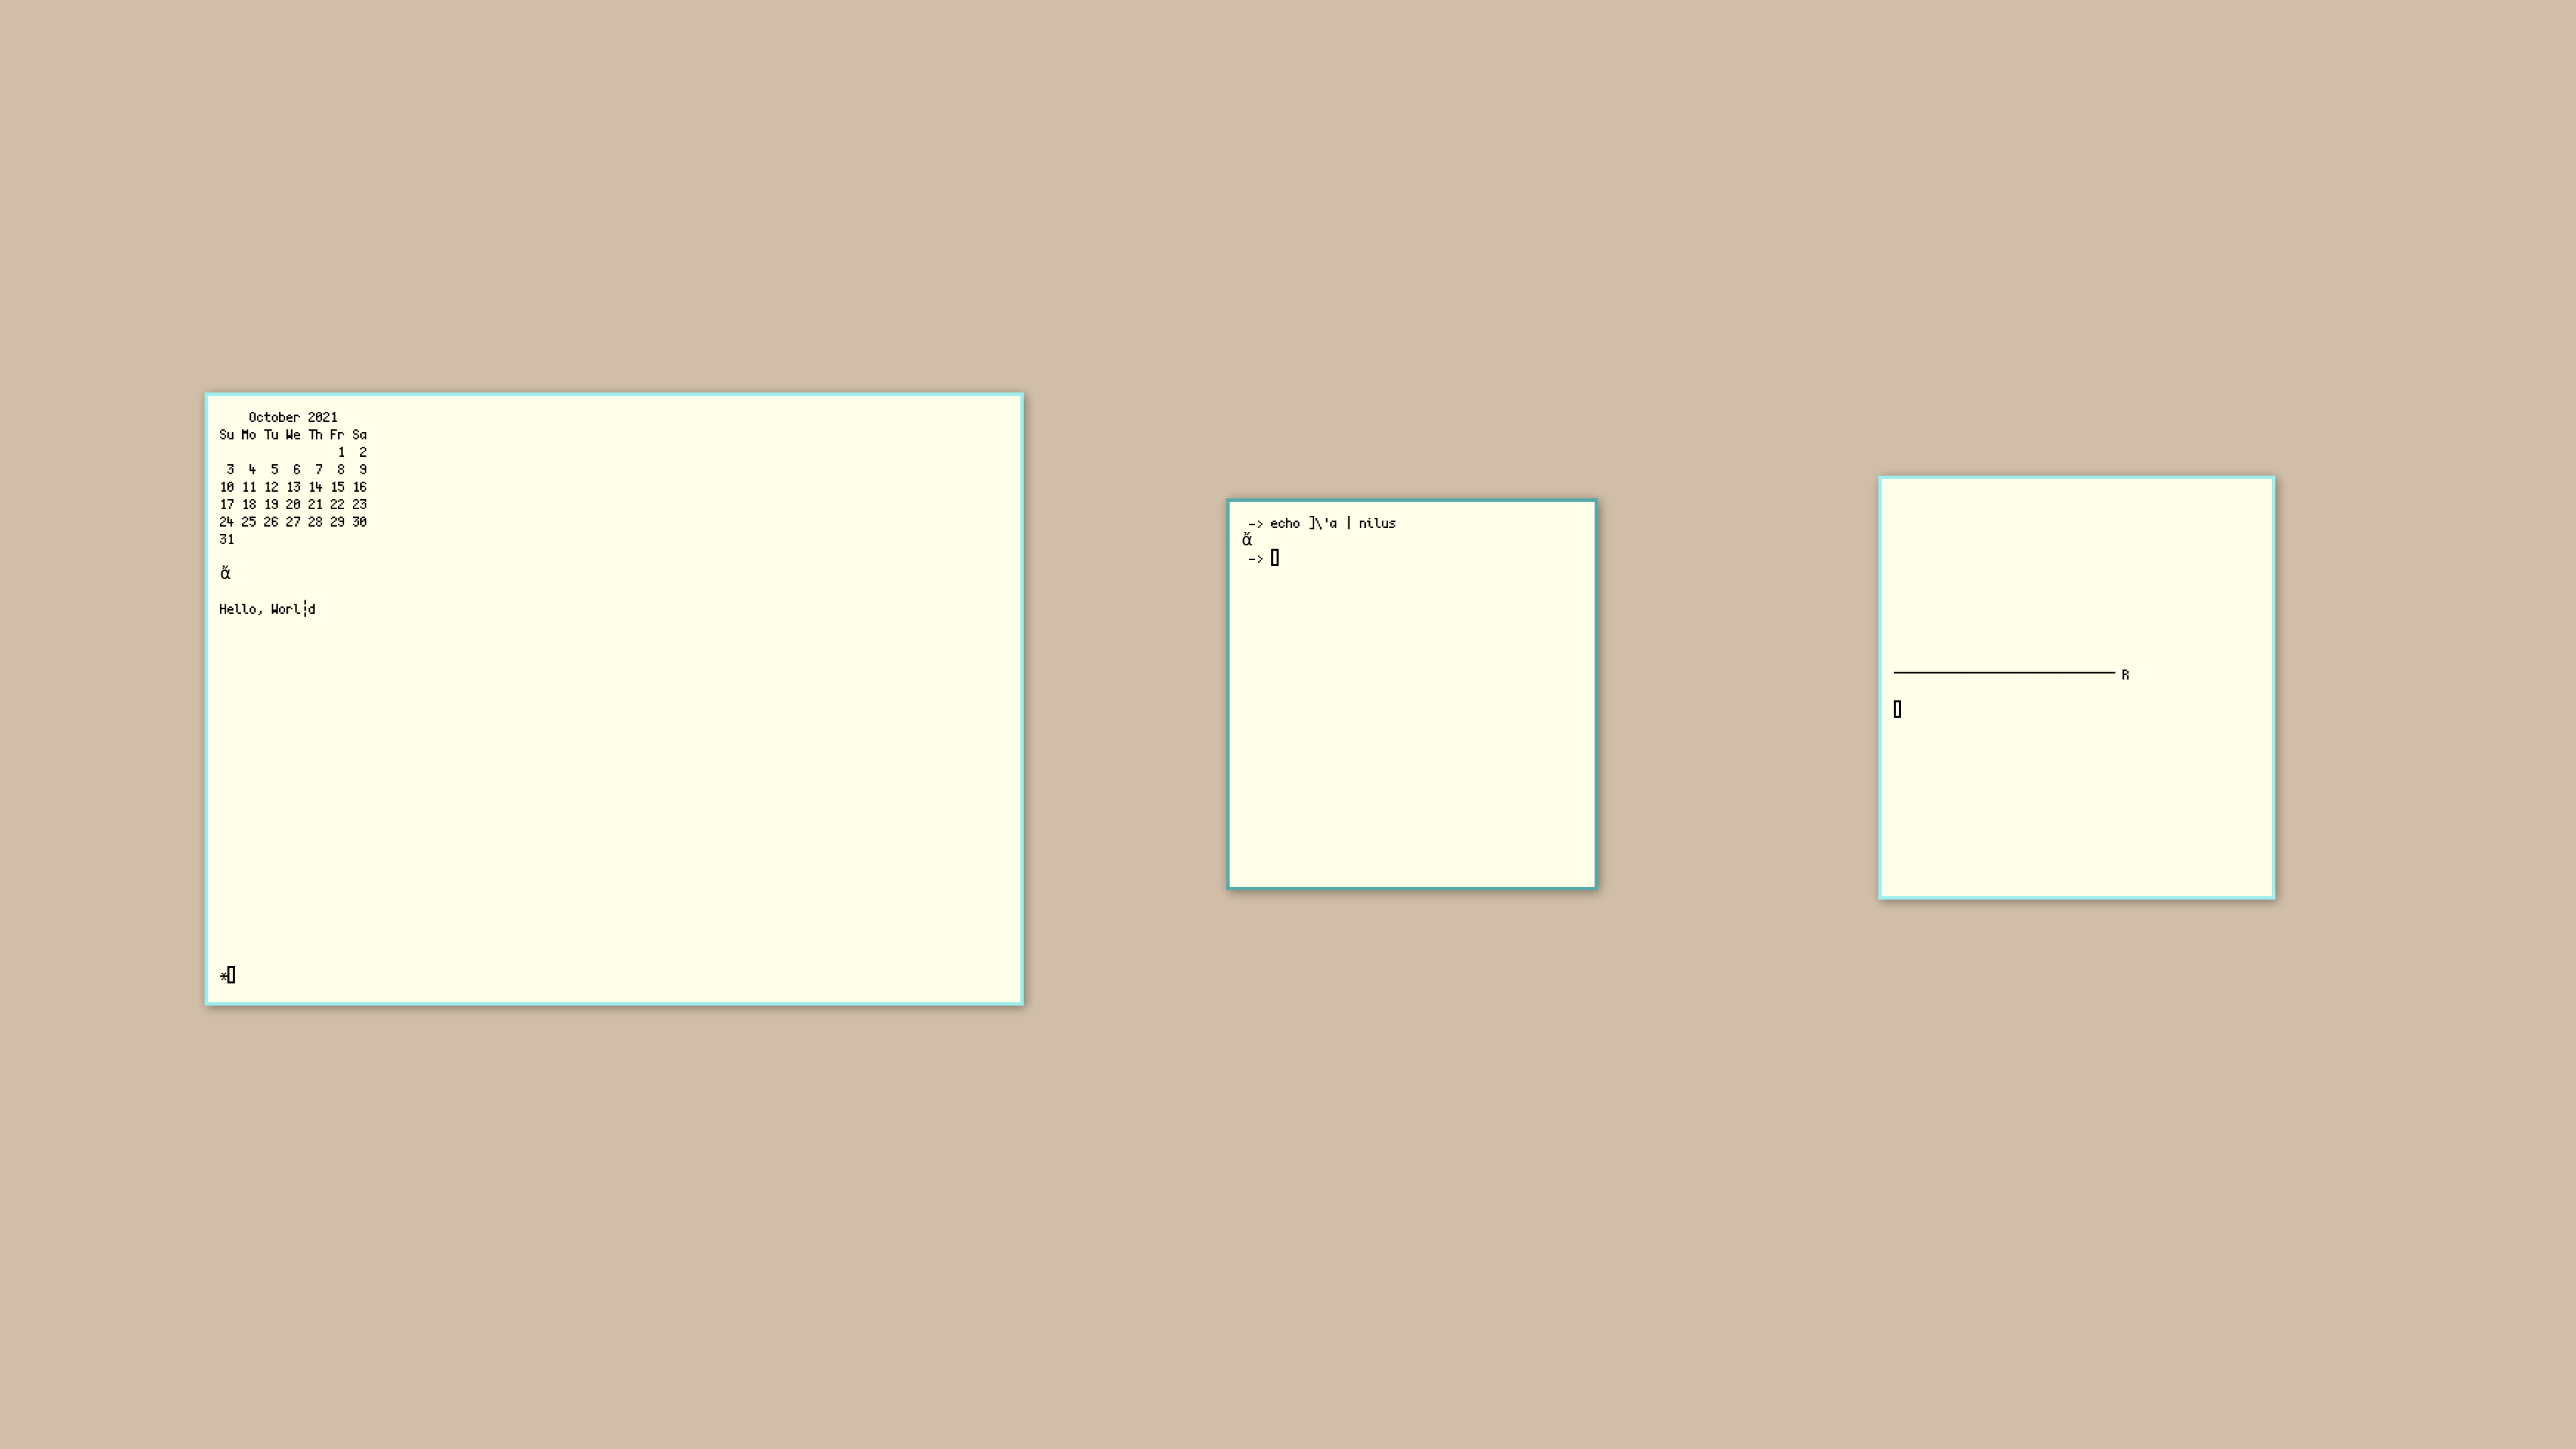 October 2021
Su Mo Tu We Th Fr Sa
                1  2
 3  4  5  6  7  8  9
10 11 12 13 14 15 16
17 18 19 20 21 22 23
24 25 26 27 28 29 30
31
ἄ
Hello, Worl¦d
*
-> echo ]\'a | nilus
ἄ
->
R